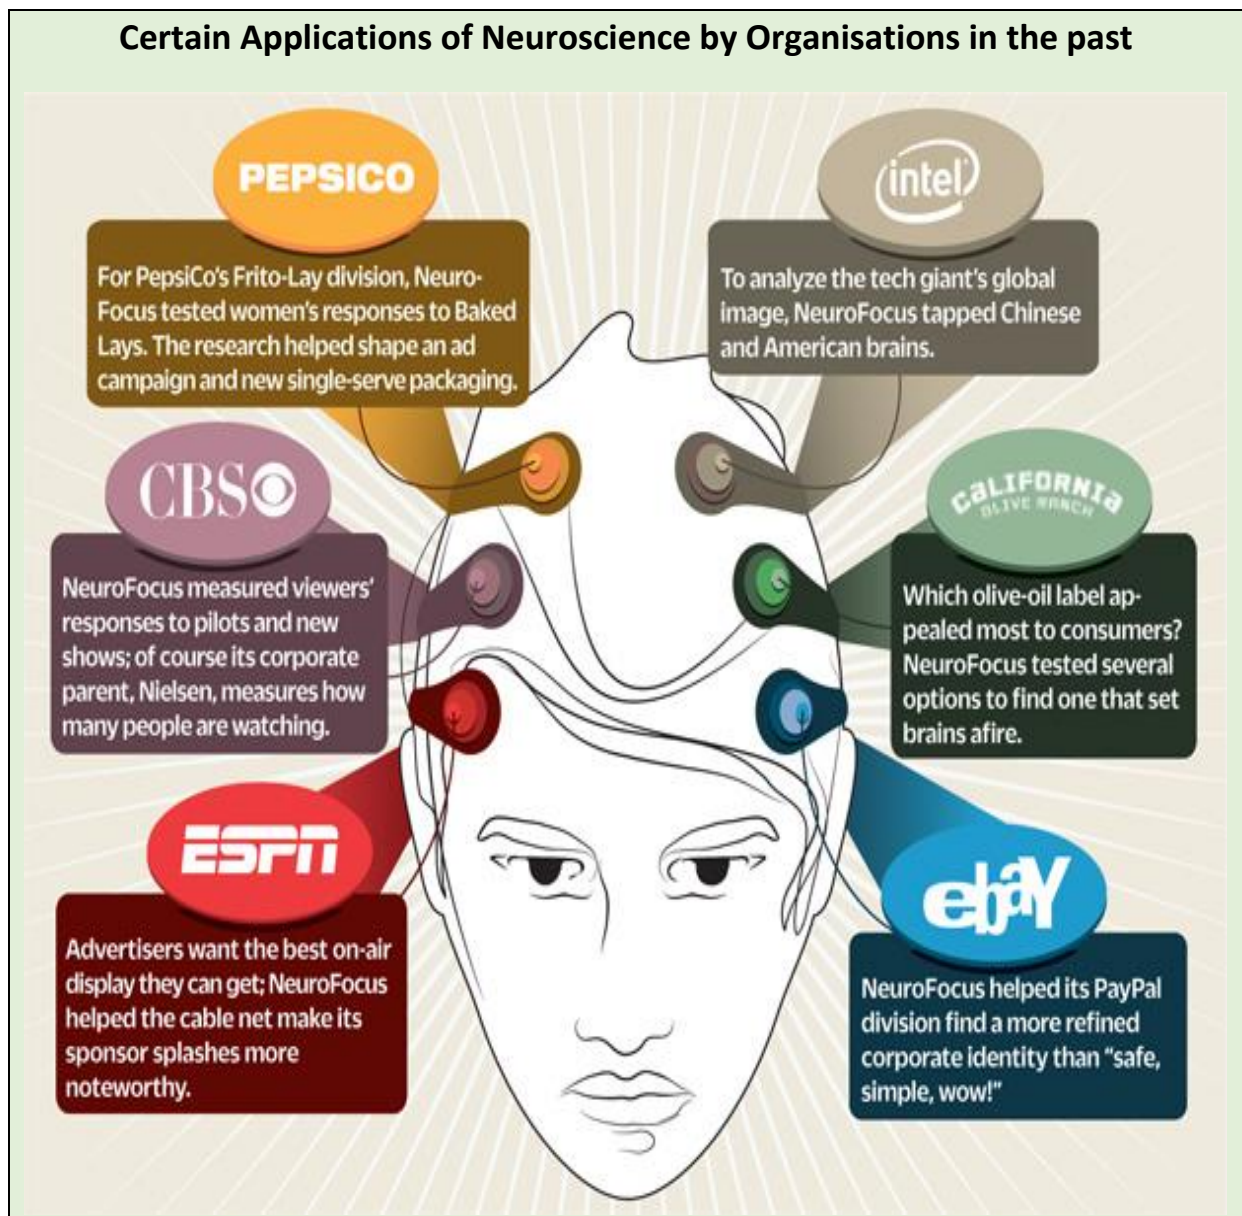 Certain Applications of Neuroscience by Organisations in the past
PEPSICO
For PepsiCo's Frito-Lay division, Neuro-
Focus tested women's responses to Baked
Lays. The research helped shape an ad
campaign and new single-serve packaging.
intel
To analyze the tech giant's global
image, NeuroFocus tapped Chinese
and American brains.
CBS
NeuroFocus measured viewers'
responses to pilots and new
shows; of course its corporate
parent, Nielsen, measures how
many people are watching.
CALIFORNIA
OLIVE RANCH
Which olive-oil label ap-
pealed most to consumers?
NeuroFocus tested several
options to find one that set
brains afire.
ESPN
Advertisers want the best on-air
display they can get; NeuroFocus
helped the cable net make its
sponsor splashes more
noteworthy.
ebaY
NeuroFocus helped its PayPal
division find a more refined
corporate identity than "safe,
simple, wow!"